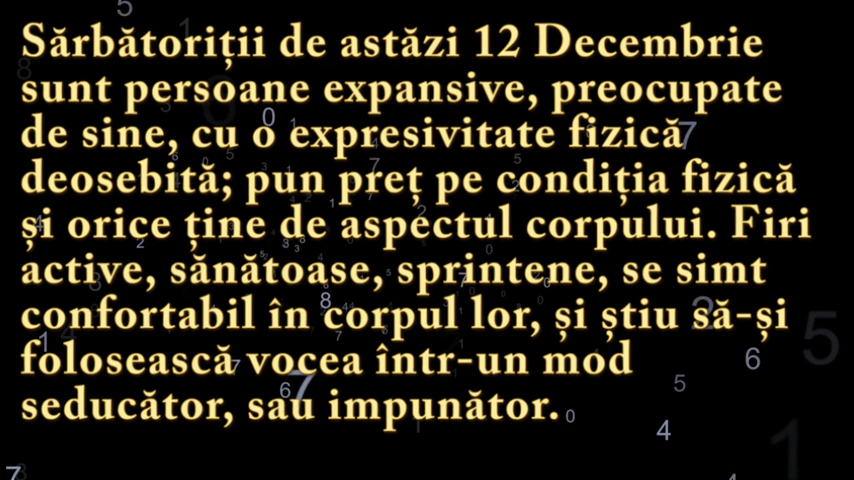 Sărbătoriții de astăzi 12 Decembrie
sunt persoane expansive, preocupate
de sine, cu o expresivitate fizică
deosebită; pun preț pe condiția fizică
și orice ține de aspectul corpului. Firi
active, sănătoase, sprintene, se simt
confortabil în corpul lor, și știu să-și
folosească vocea într-un mod
seducător, sau impunător.